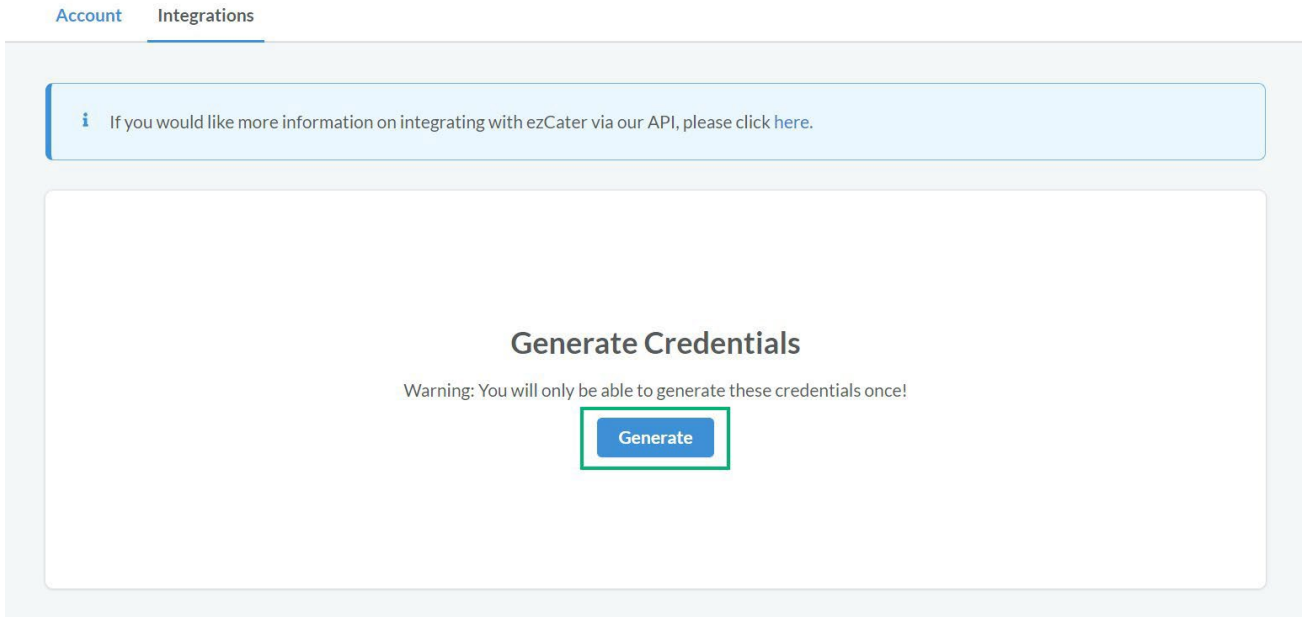 Account Integrations
i If you would like more information on integrating with ezCater via our API, please click here.
Generate Credentials
Warning: You will only be able to generate these credentials once!
Generate